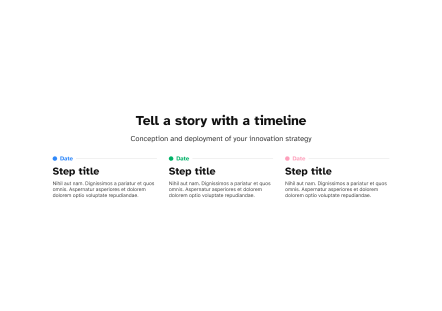 Tell a story with a timeline
Conception and deployment of your innovation strategy
Date
Step title
Nihil aut nam. Dignissimos a pariatur et quos
omnis. Aspernatur asperiores et dolorem
dolorem optio voluptate repudiandae.
Date
Step title
Nihil aut nam. Dignissimos a pariatur et quos
omnis. Aspernatur asperiores et dolorem
dolorem optio voluptate repudiandae.
Date
Step title
Nihil aut nam. Dignissimos a pariatur et quos
omnis. Aspernatur asperiores et dolorem
dolorem optio voluptate repudiandae.